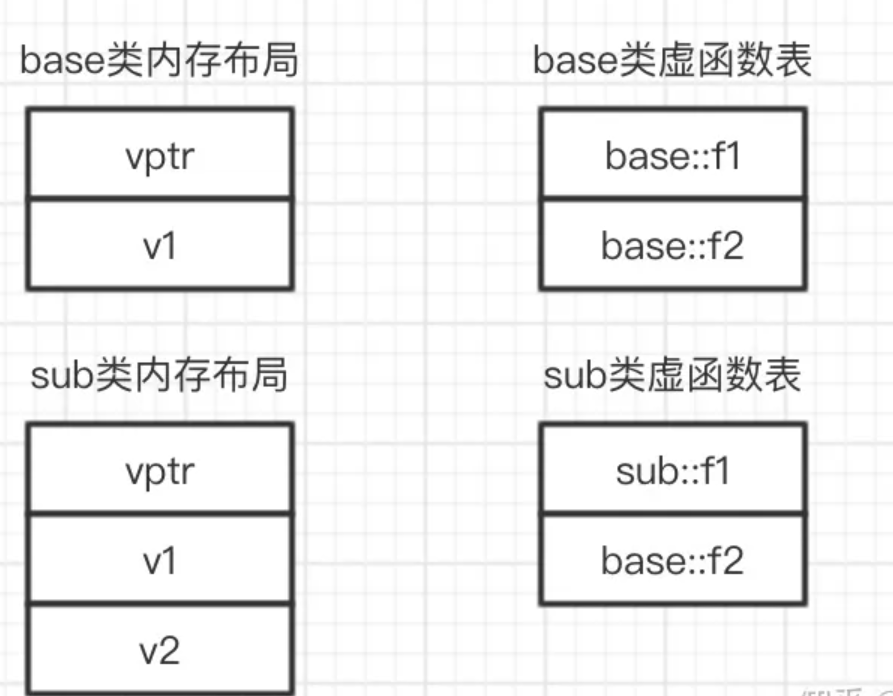 base类内存布局
base类虚函数表
vptr
base::f1
v1
base::f2
sub类内存布局
sub类虚函数表
vptr
sub::f1
v1
base::f2
v2